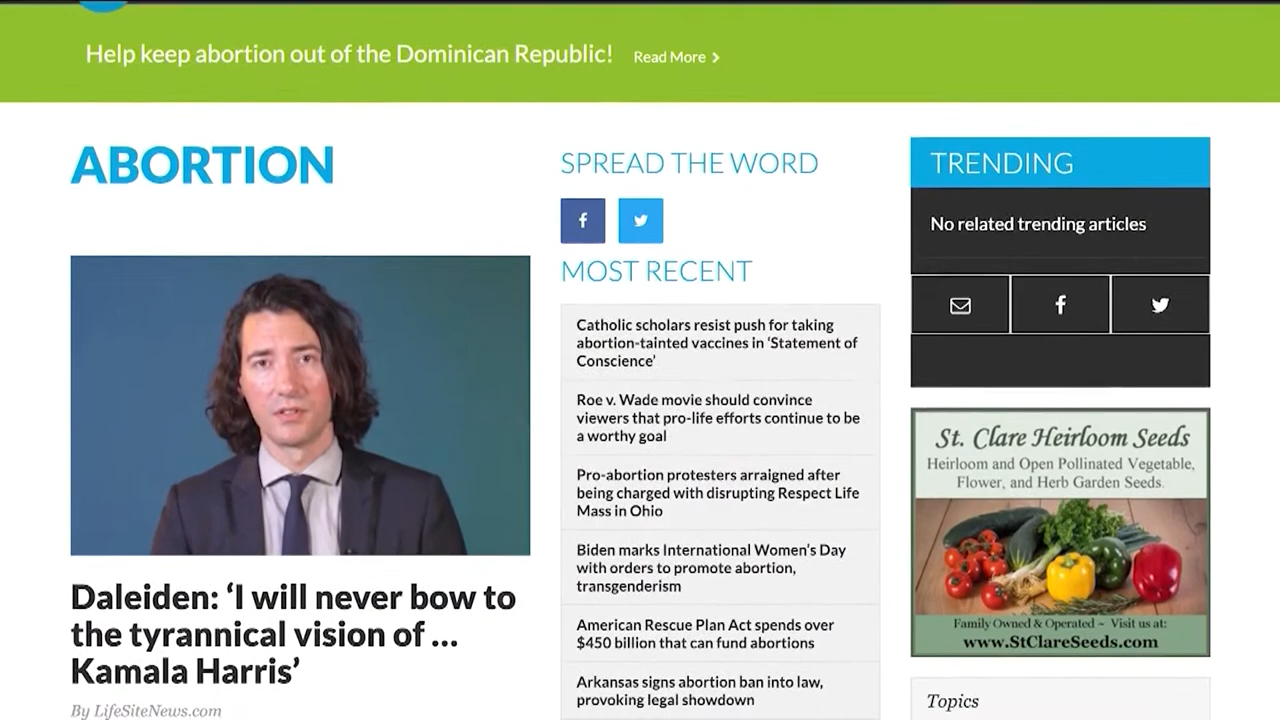 Help keep abortion out of the Dominican Republic! Read More
ABORTION
Daleiden: ‘I will never bow to
the tyrannical vision of ...
Kamala Harris’
By LifeSiteNews.com
SPREAD THE WORD
MOST RECENT
Catholic scholars resist push for taking
abortion-tainted vaccines in ‘Statement of
Conscience’
Roe v. Wade movie should convince
viewers that pro-life efforts continue to be
a worthy goal
Pro-abortion protesters arraigned after
being charged with disrupting Respect Life
Mass in Ohio
Biden marks International Women’s Day
with orders to promote abortion,
transgenderism
American Rescue Plan Act spends over
$450 billion that can fund abortions
Arkansas signs abortion ban into law,
provoking legal showdown
TRENDING
No related trending articles
St. Clare Heirloom Seeds
Heirloom and Open Pollinated Vegetable,
Flower, and Herb Garden Seeds.
Family Owned & Operated ~ Visit us at:
www.StClareSeeds.com
Topics